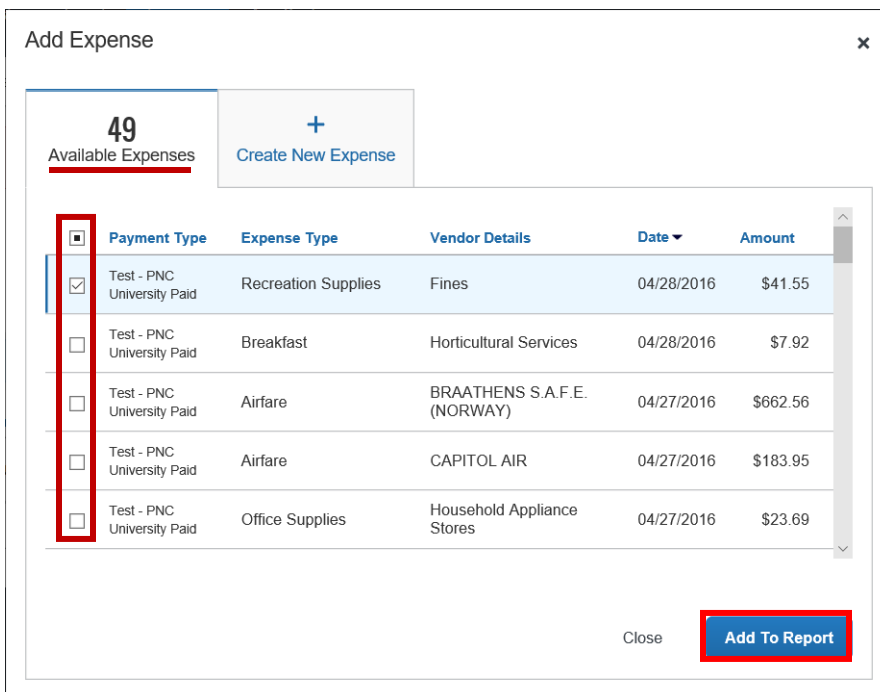 Add Expense
49
Available Expenses
+
Create New Expense
Payment Type Expense Type Vendor Details Date Amount
Test - PNC
University Paid
Recreation Supplies Fines 04/28/2016 $41.55
Test - PNC
University Paid
Breakfast Horticultural Services 04/28/2016 $7.92
Test - PNC
University Paid
Airfare
BRAATHENS S.A.F.E.
(NORWAY)
04/27/2016 $662.56
Test - PNC
University Paid
Airfare CAPITOL AIR 04/27/2016 $183.95
Test - PNC
University Paid
Office Supplies
Household Appliance
Stores
04/27/2016 $23.69
Close Add To Report